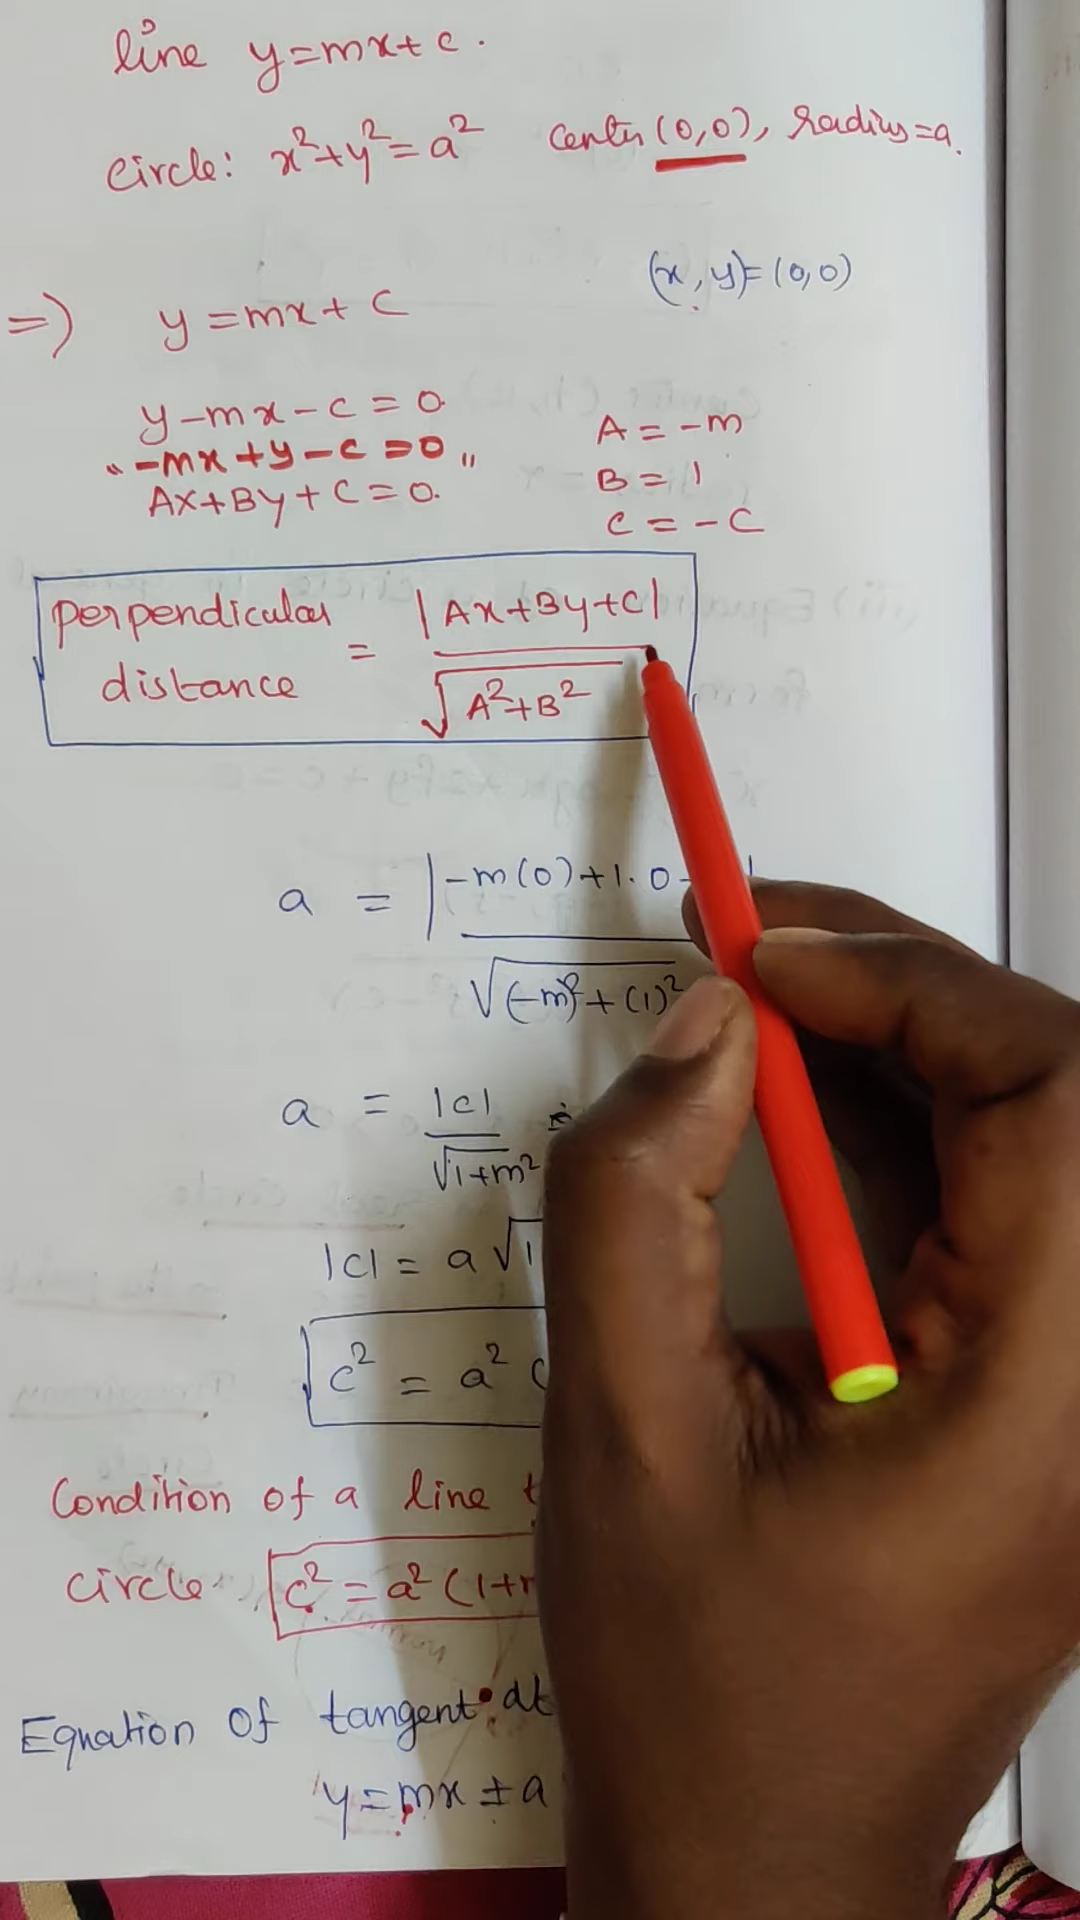 line y=mx+c.
circle: x²+y²=a² Center (0,0), radius=a.
(x,y)=(0,0)
=> y=mx+c
y-mx-c=0
"-mx+y-c=0"
Ax+By+C=0.
A=-m
B=1
C=-C
perpendicular distance = |Ax+By+C| / √A²+B²
a = |-m(0)+1.0- | / √(-m)²+(1)²
a = |c| / √1+m²
|c| = a√1
c² = a² (
Condition of a line t
circle. c²=a²(1+
Equation of tangent at
y=mx±a